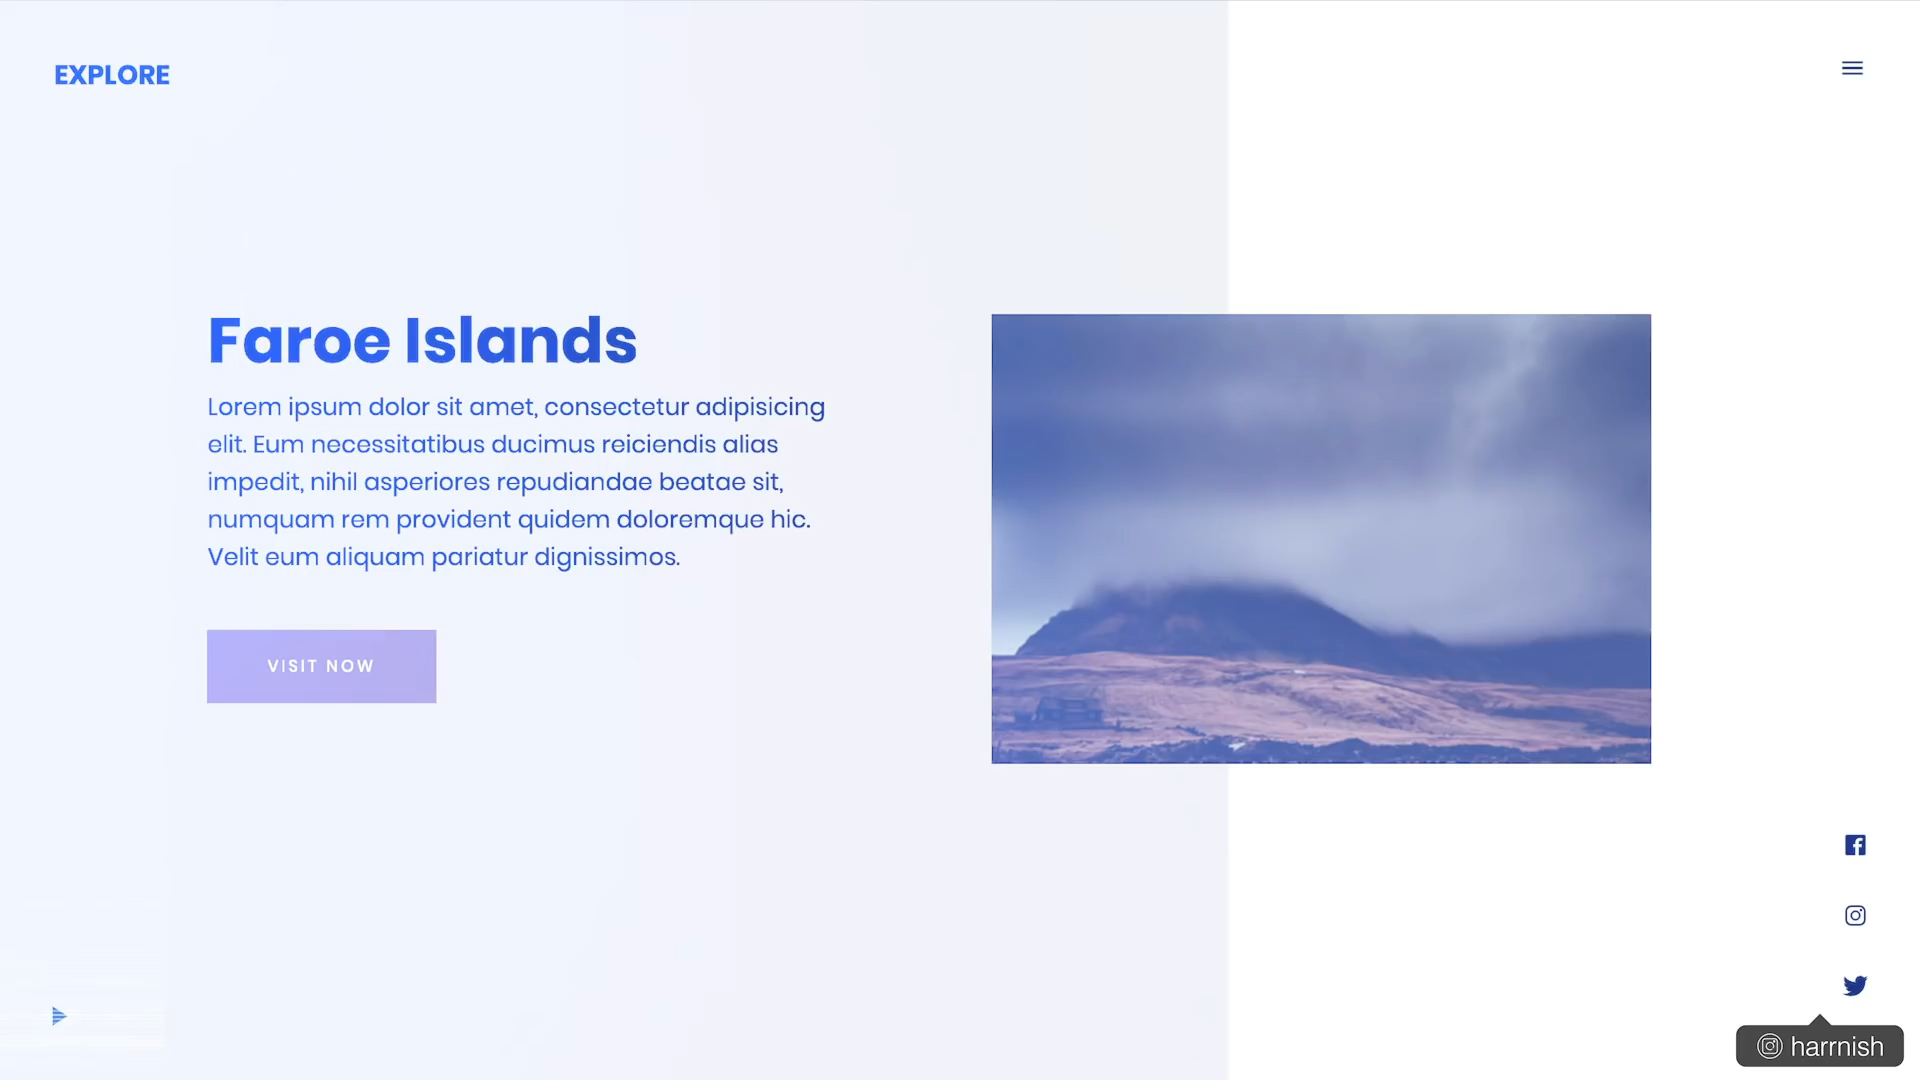 EXPLORE
Faroe Islands
Lorem ipsum dolor sit amet, consectetur adipisicing
elit. Eum necessitatibus ducimus reiciendis alias
impedit, nihil asperiores repudiandae beatae sit,
numquam rem provident quidem doloremque hic.
Velit eum aliquam pariatur dignissimos.
VISIT NOW
harrnish